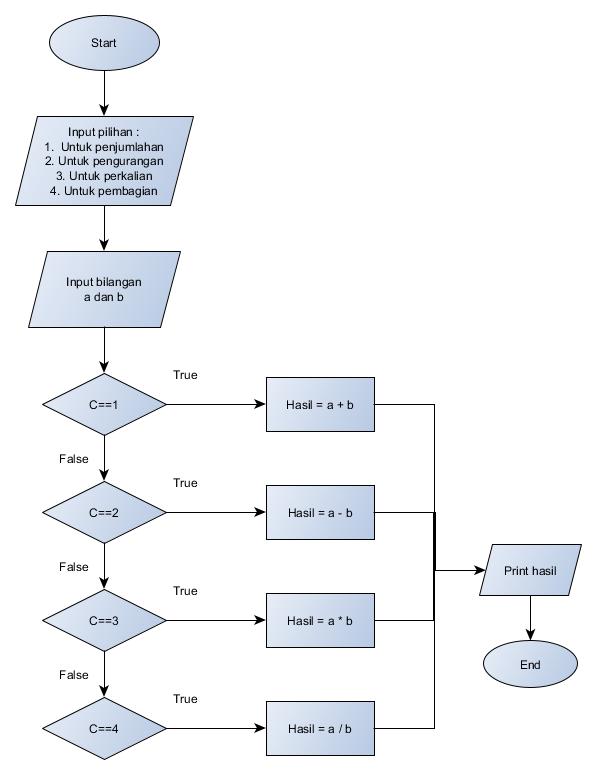 Start
Input pilihan :
1. Untuk penjumlahan
2. Untuk pengurangan
3. Untuk perkalian
4. Untuk pembagian
Input bilangan
a dan b
C==1
True
Hasil = a + b
False
C==2
True
Hasil = a - b
False
C==3
True
Hasil = a * b
False
C==4
True
Hasil = a / b
Print hasil
End